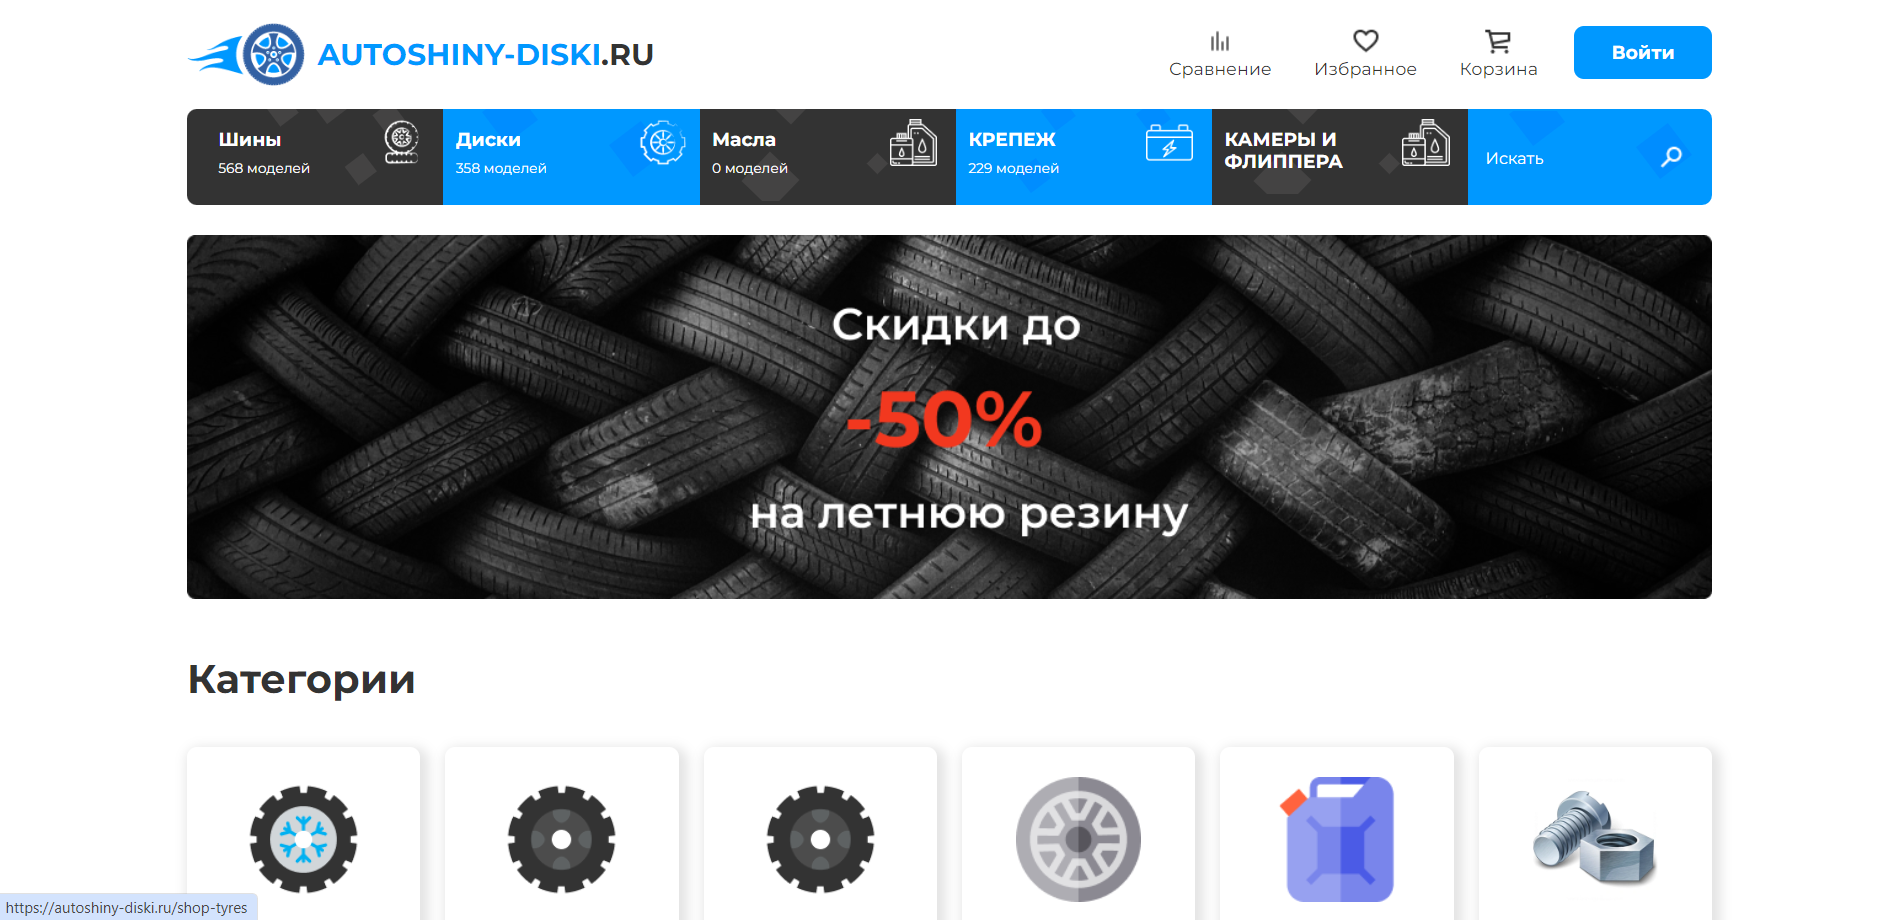 AUTOSHINY-DISKI.RU
Сравнение
Избранное
Корзина
Войти
Шины
568 моделей
Диски
358 моделей
Масла
0 моделей
КРЕПЕЖ
229 моделей
КАМЕРЫ И
ФЛИППЕРА
Искать
Скидки до
-50%
на летнюю резину
Категории
https://autoshiny-diski.ru/shop-tyres